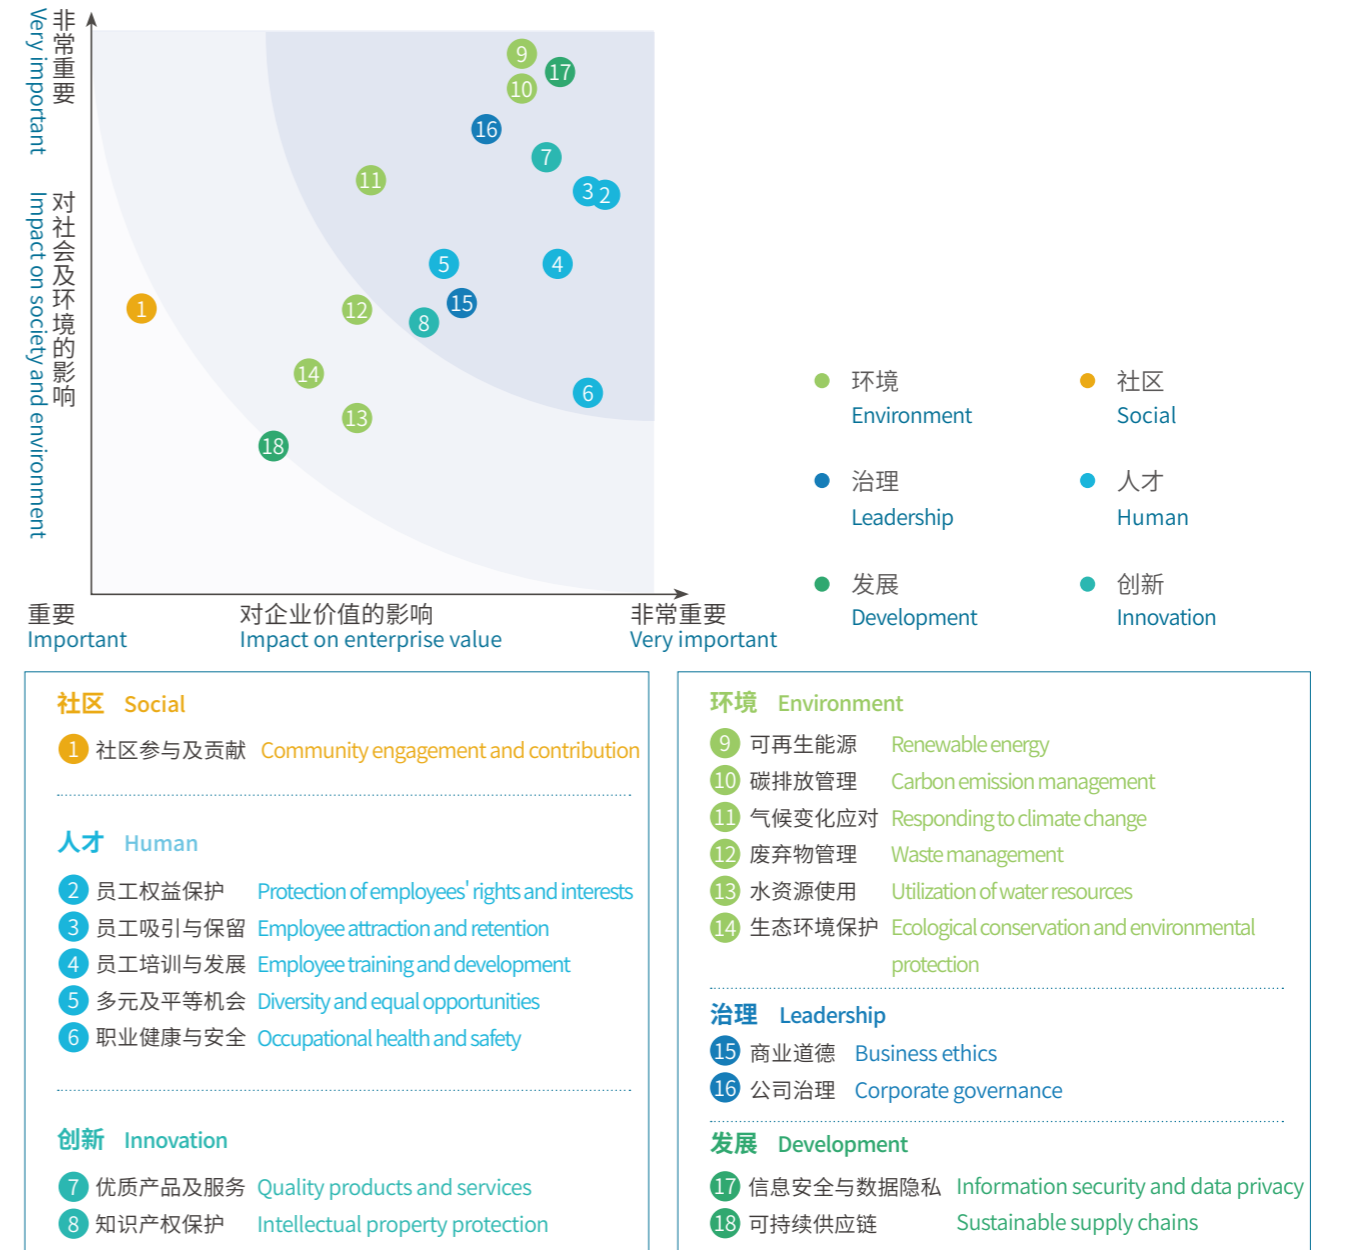 非常重要
Very important
对社会及环境的影响
Impact on society and environment
9
17
10
16
7
11
3
2
5
4
1
12
15
8
14
6
13
18
重要
Important
对企业价值的影响
Impact on enterprise value
非常重要
Very important
环境
Environment
社区
Social
治理
Leadership
人才
Human
发展
Development
创新
Innovation
社区 Social
1 社区参与及贡献 Community engagement and contribution
人才 Human
2 员工权益保护 Protection of employees' rights and interests
3 员工吸引与保留 Employee attraction and retention
4 员工培训与发展 Employee training and development
5 多元及平等机会 Diversity and equal opportunities
6 职业健康与安全 Occupational health and safety
创新 Innovation
7 优质产品及服务 Quality products and services
8 知识产权保护 Intellectual property protection
环境 Environment
9 可再生能源 Renewable energy
10 碳排放管理 Carbon emission management
11 气候变化应对 Responding to climate change
12 废弃物管理 Waste management
13 水资源使用 Utilization of water resources
14 生态环境保护 Ecological conservation and environmental
protection
治理 Leadership
15 商业道德 Business ethics
16 公司治理 Corporate governance
发展 Development
17 信息安全与数据隐私 Information security and data privacy
18 可持续供应链 Sustainable supply chains